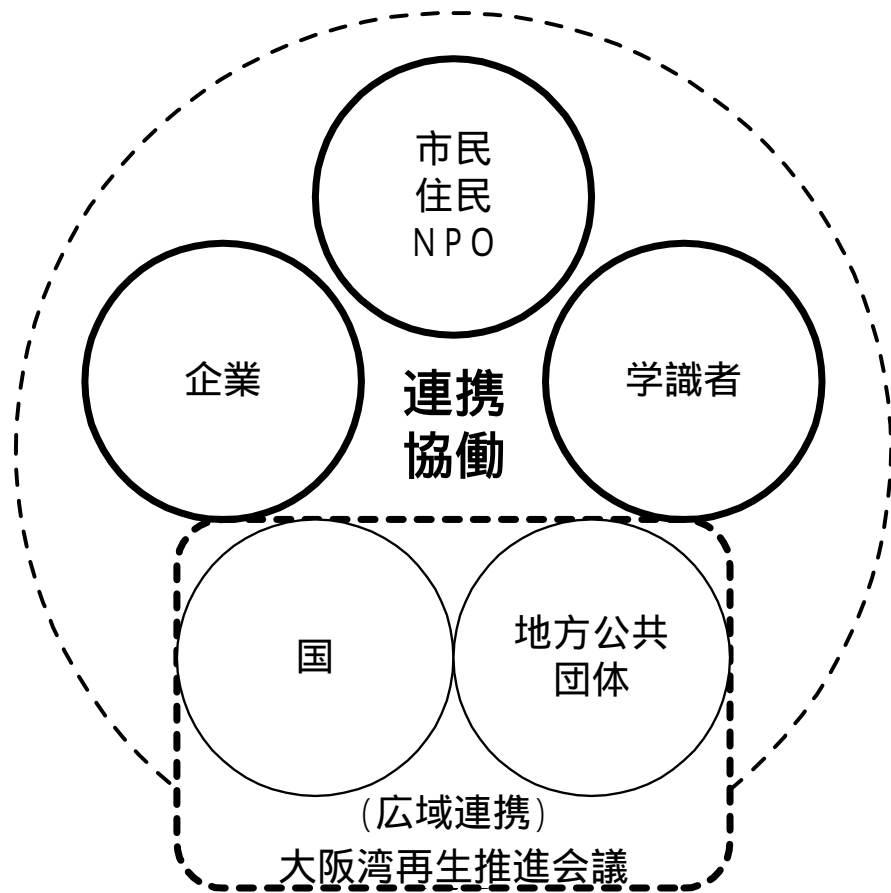 市民
住民
NPO
企業
学識者
連携
協働
国
地方公共
団体
(広域連携)
大阪湾再生推進会議